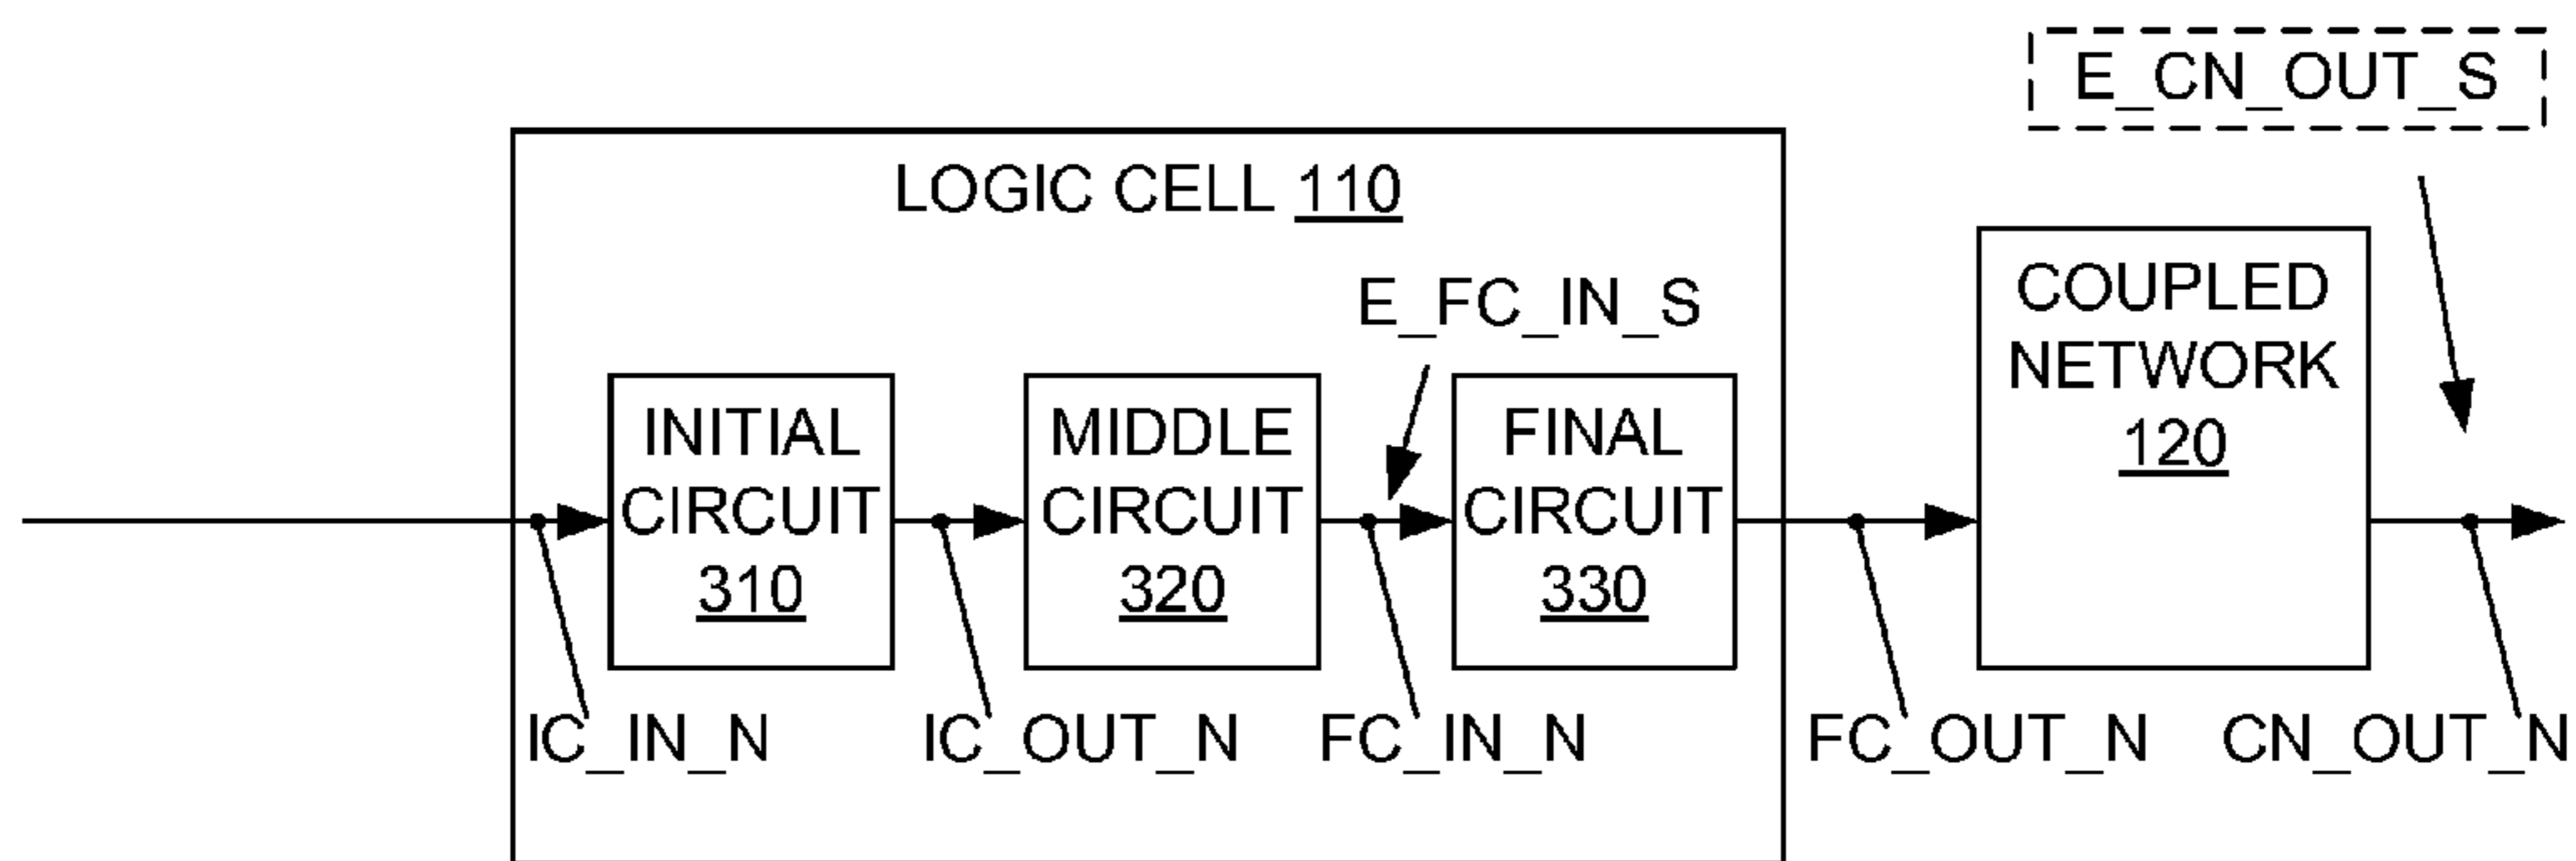 E_CN_OUT_S
LOGIC CELL 110
E_FC_IN_S
INITIAL
CIRCUIT
310
MIDDLE
CIRCUIT
320
FINAL
CIRCUIT
330
COUPLED
NETWORK
120
IC_IN_N
IC_OUT_N
FC_IN_N
FC_OUT_N
CN_OUT_N